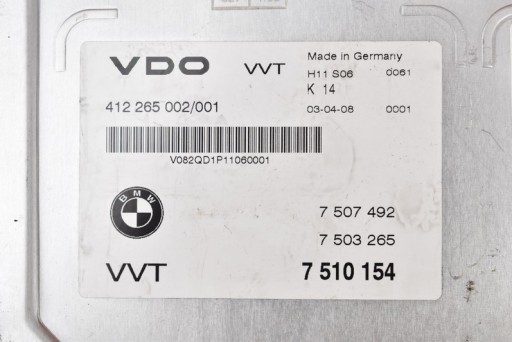 VDO VVT Made in Germany
H11 S06 0061
K 14
412 265 002/001 03-04-08 0001
V082QD1P11060001
BMW
7 507 492
7 503 265
VVT 7 510 154